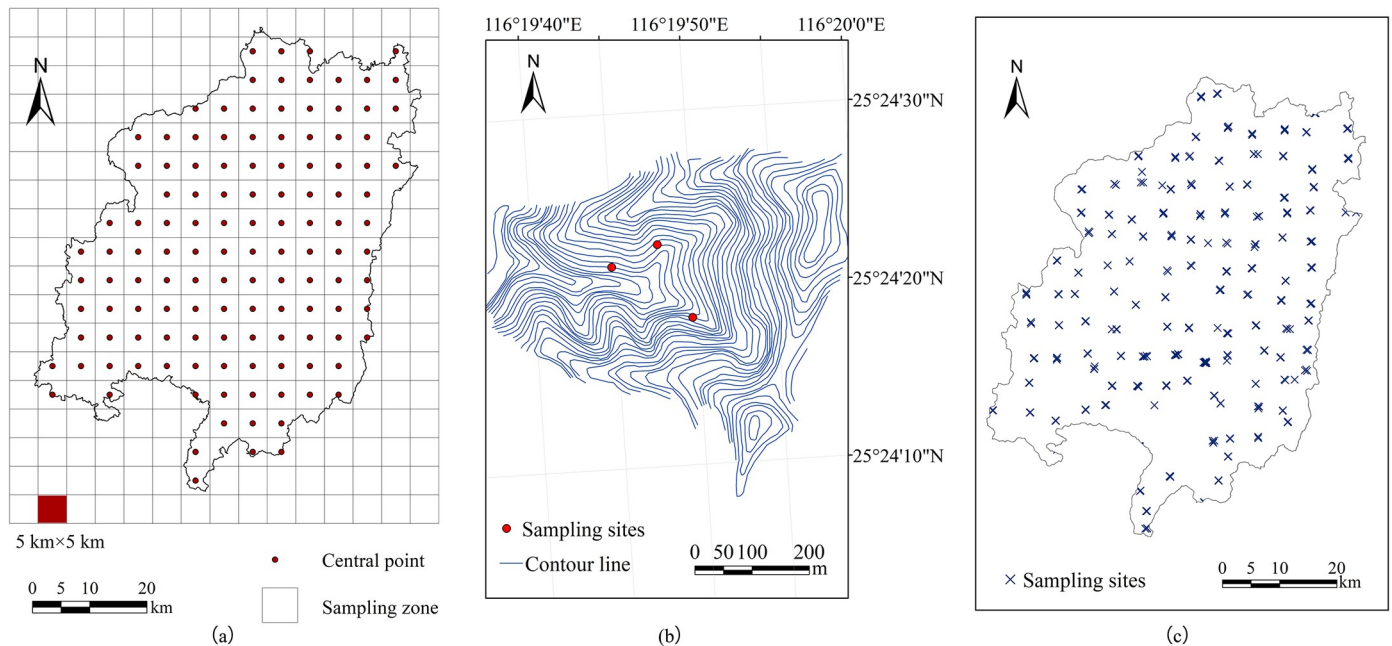 N
5 km×5 km
Central point
0 5 10 20
km
Sampling zone
(a)
116°19'40"E 116°19'50"E 116°20'0"E
N
25°24'30"N
25°24'20"N
25°24'10"N
Sampling sites
Contour line
0 50 100 200
m
(b)
N
Sampling sites
0 5 10 20
km
(c)